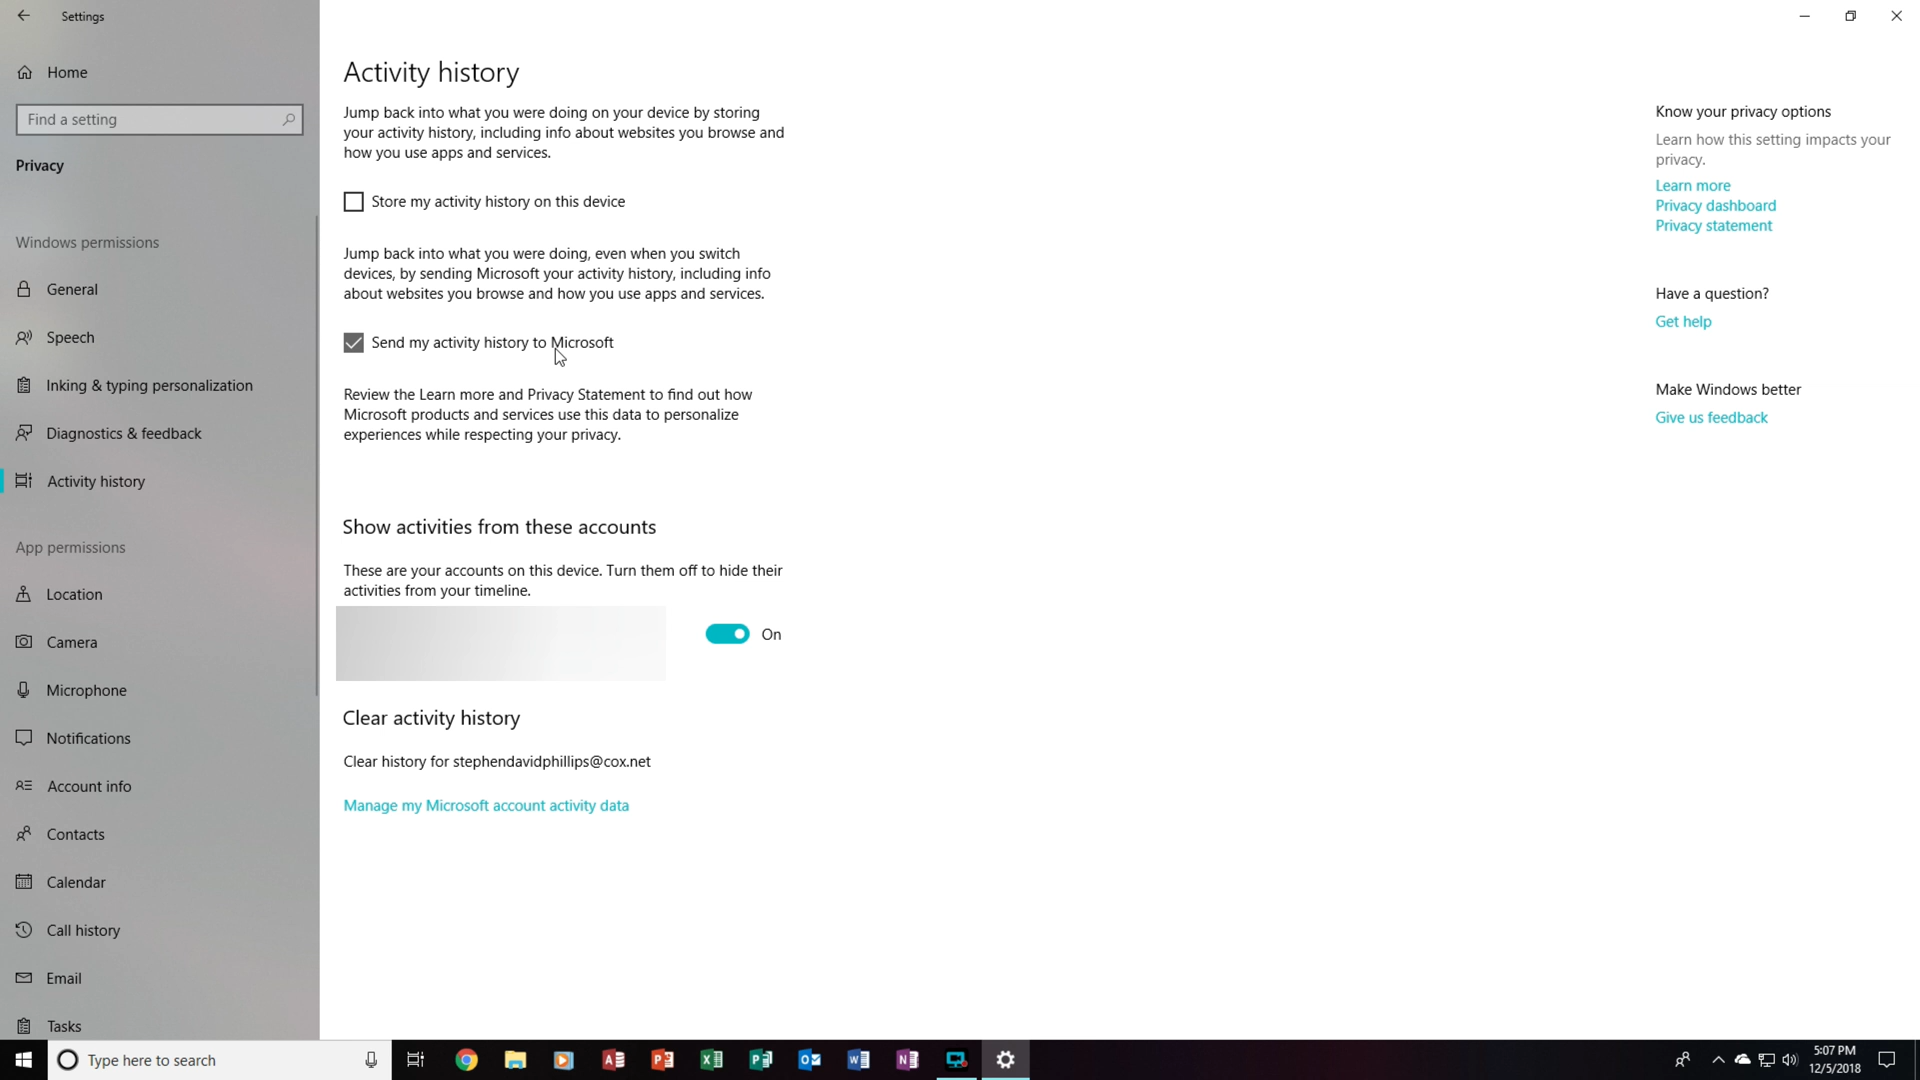 Settings
Home
Find a setting
Privacy
Windows permissions
General
Speech
Inking & typing personalization
Diagnostics & feedback
Activity history
App permissions
Location
Camera
Microphone
Notifications
Account info
Contacts
Calendar
Call history
Email
Tasks
Activity history
Jump back into what you were doing on your device by storing
your activity history, including info about websites you browse and
how you use apps and services.
Store my activity history on this device
Jump back into what you were doing, even when you switch
devices, by sending Microsoft your activity history, including info
about websites you browse and how you use apps and services.
Send my activity history to Microsoft
Review the Learn more and Privacy Statement to find out how
Microsoft products and services use this data to personalize
experiences while respecting your privacy.
Show activities from these accounts
These are your accounts on this device. Turn them off to hide their
activities from your timeline.
On
Clear activity history
Clear history for stephendavidphillips@cox.net
Manage my Microsoft account activity data
Know your privacy options
Learn how this setting impacts your
privacy.
Learn more
Privacy dashboard
Privacy statement
Have a question?
Get help
Make Windows better
Give us feedback
Type here to search
5:07 PM
12/5/2018